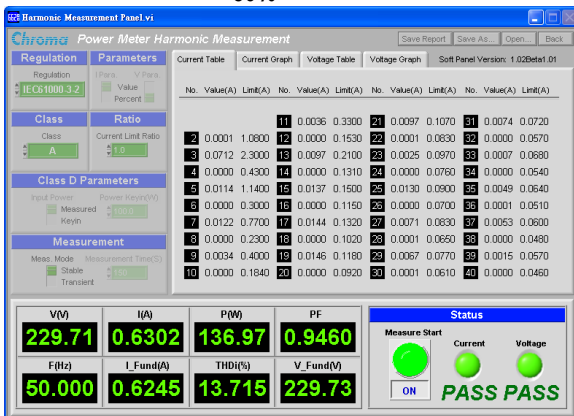 Harmonic Measurement Panel.vi
Chroma Power Meter Harmonic Measurement Save Report Save As... Open... Back
Regulation Parameters Current Table Current Graph Voltage Table Voltage Graph Soft Panel Version: 1.02Beta1.01
Regulation I Para. V Para.
IEC61000-3-2 Value
Percent
No. Value(A) Limit(A) No. Value(A) Limit(A) No. Value(A) Limit(A) No. Value(A) Limit(A)
11 0.0036 0.3300 21 0.0097 0.1070 31 0.0074 0.0720
Class Ratio
2 0.0001 1.0800 12 0.0000 0.1530 22 0.0001 0.0830 32 0.0000 0.0570
Class Current Limit Ratio
A 1.0
3 0.0712 2.3000 13 0.0097 0.2100 23 0.0025 0.0970 33 0.0007 0.0680
4 0.0000 0.4300 14 0.0000 0.1310 24 0.0000 0.0760 34 0.0000 0.0540
Class D Parameters
5 0.0114 1.1400 15 0.0137 0.1500 25 0.0130 0.0900 35 0.0049 0.0640
Input Power Power Keyin(W)
Measured 100.0
Keyin
6 0.0000 0.3000 16 0.0000 0.1150 26 0.0000 0.0700 36 0.0001 0.0510
7 0.0122 0.7700 17 0.0144 0.1320 27 0.0071 0.0830 37 0.0053 0.0600
Measurement
8 0.0000 0.2300 18 0.0000 0.1020 28 0.0001 0.0650 38 0.0000 0.0480
Meas. Mode Measurement Time(S)
9 0.0034 0.4000 19 0.0146 0.1180 29 0.0067 0.0770 39 0.0015 0.0570
Stable 150
Transient
10 0.0000 0.1840 20 0.0000 0.0920 30 0.0001 0.0610 40 0.0000 0.0460
V(V) I(A) P(W) PF Status
229.71 0.6302 136.97 0.9460
Measure Start Current Voltage
F(Hz) I_Fund(A) THDi(%) V_Fund(V)
50.000 0.6245 13.715 229.73
ON PASS PASS